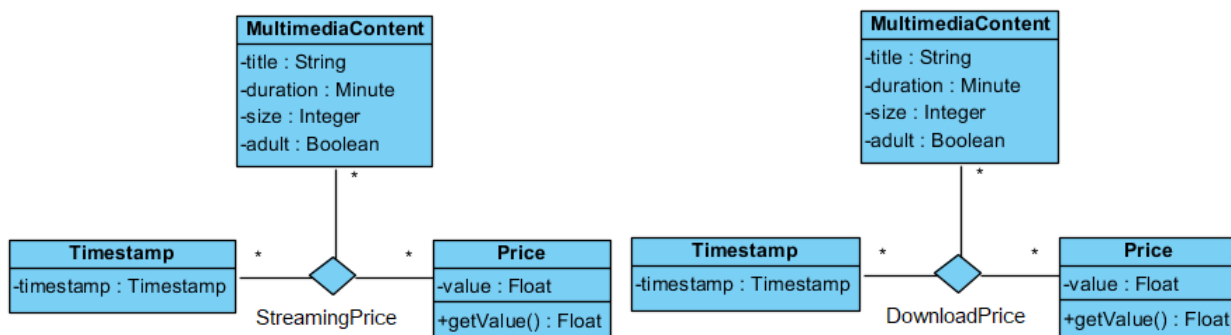 MultimediaContent
-title : String
-duration : Minute
-size : Integer
-adult : Boolean
*
Timestamp
-timestamp : Timestamp
*
*
Price
-value : Float
+getValue() : Float
StreamingPrice
MultimediaContent
-title : String
-duration : Minute
-size : Integer
-adult : Boolean
*
Timestamp
-timestamp : Timestamp
*
*
Price
-value : Float
+getValue() : Float
DownloadPrice